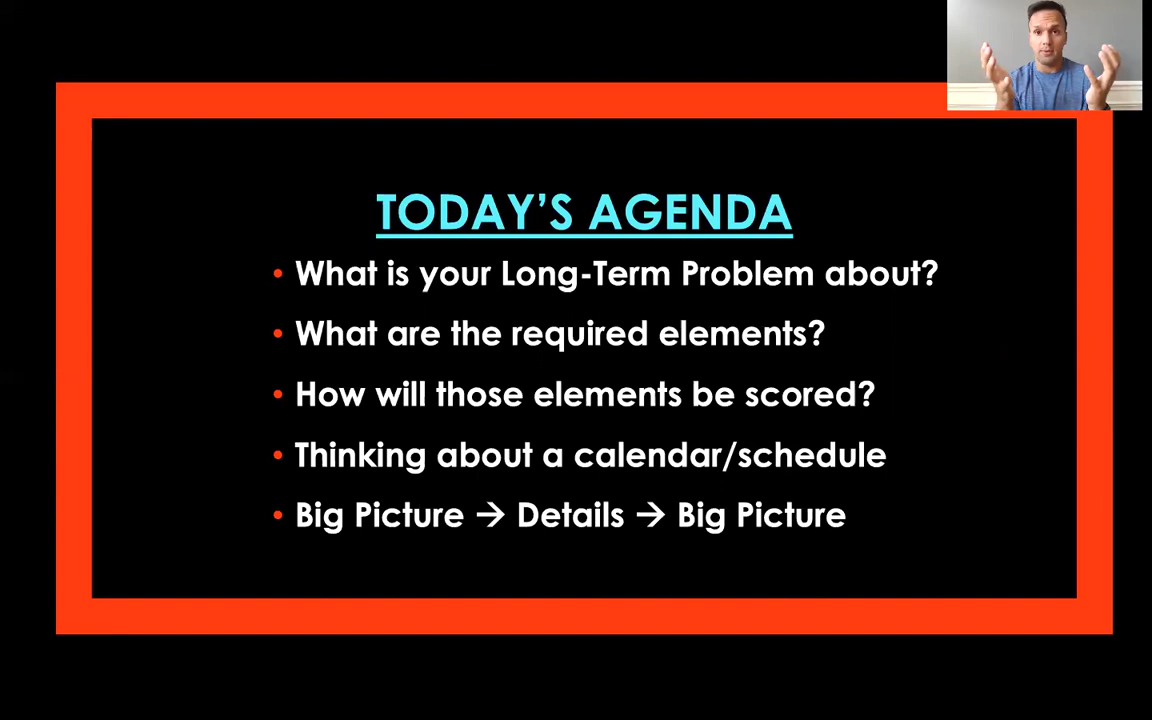 TODAY’S AGENDA
• What is your Long-Term Problem about?
• What are the required elements?
• How will those elements be scored?
• Thinking about a calendar/schedule
• Big Picture → Details → Big Picture